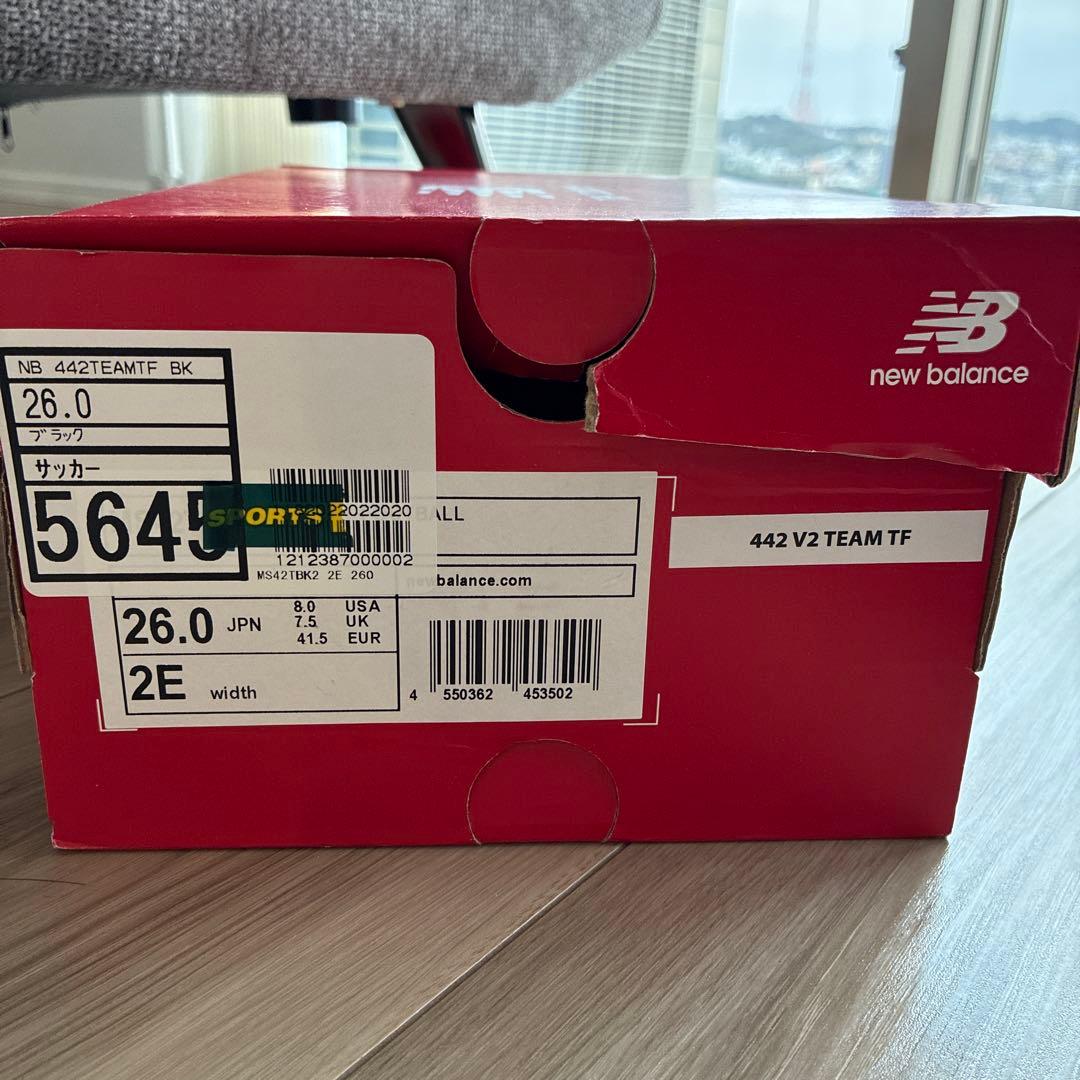 new balance
NB 442TEAMTF BK
26.0
ブラック
サッカー
5645
SPORTS
022020
1212387000002
MS42TBK2 2E 260
BALL
newbalance.com
442 V2 TEAM TF
26.0 JPN
8.0 USA
7.5 UK
41.5 EUR
2E width
4 550362 453502